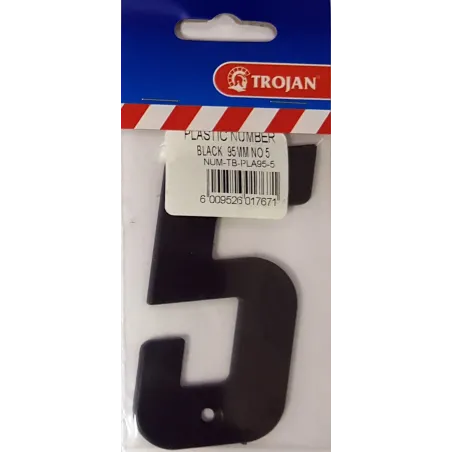 TROJAN
PLASTIC NUMBER
BLACK 95MM NO 5
NUM-TB-PLA95-5
6 009526 017671
5